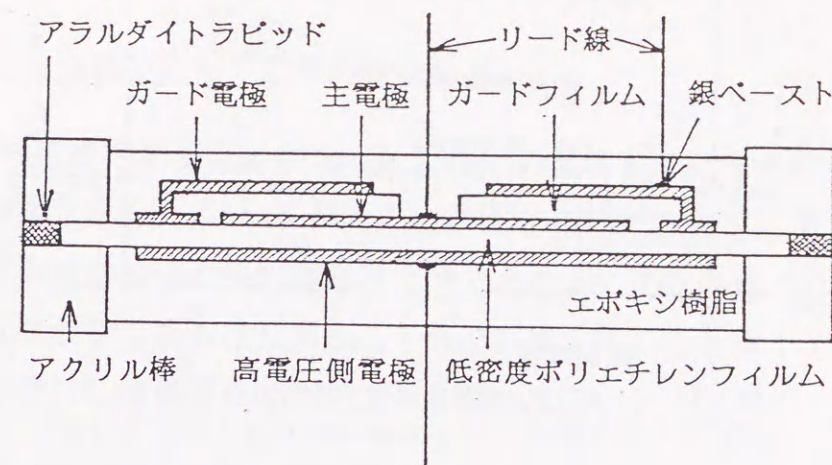 アラルダイトラピッド
リード線
ガード電極
主電極
ガードフィルム
銀ペースト
エポキシ樹脂
アクリル棒
高電圧側電極
低密度ポリエチレンフィルム